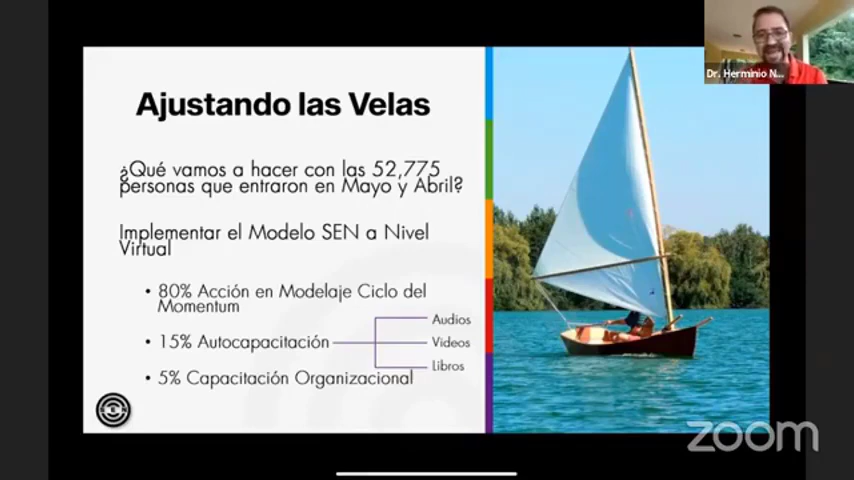 Ajustando las Velas
¿Qué vamos a hacer con las 52,775
personas que entraron en Mayo y Abril?
Implementar el Modelo SEN a Nivel
Virtual
• 80% Acción en Modelaje Ciclo del
Momentum
• 15% Autocapacitación
Audios
Videos
Libros
• 5% Capacitación Organizacional
Dr. Herminio N...
zoom